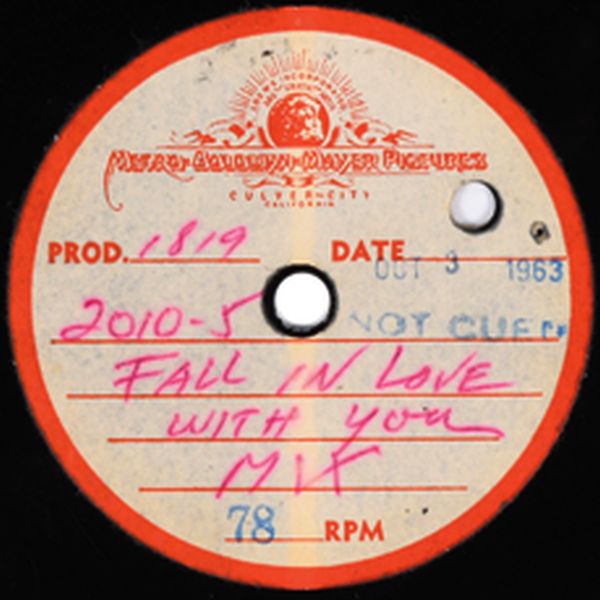 METRO-GOLDWYN-MAYER PICTURES
CULVER CITY
CALIFORNIA
PROD. 1819 DATE OCT 3 1963
2010-5 NOT
FALL IN LOVE
WITH YOU
MIX
78 RPM